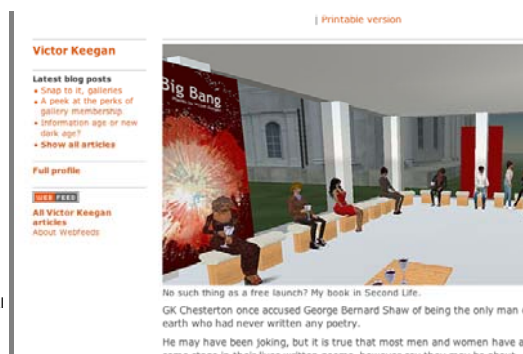 | Printable version
Victor Keegan
Latest blog posts
Snap to it, galleries
A peek at the perks of
gallery membership.
Information age or new
dark age?
Show all articles
Full profile
WEB FEED
All Victor Keegan
articles
About Webfeeds
Big Bang
No such thing as a free launch? My book in Second Life.
GK Chesterton once accused George Bernard Shaw of being the only man
earth who had never written any poetry.
He may have been joking, but it is true that most men and women have a